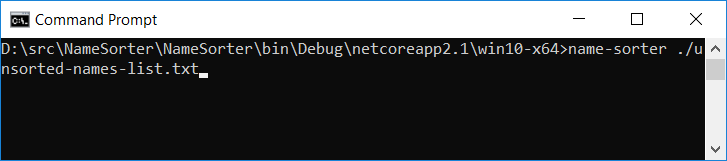 Command Prompt
D:\src\NameSorter\NameSorter\bin\Debug\netcoreapp2.1\win10-x64>name-sorter ./u
nsorted-names-list.txt